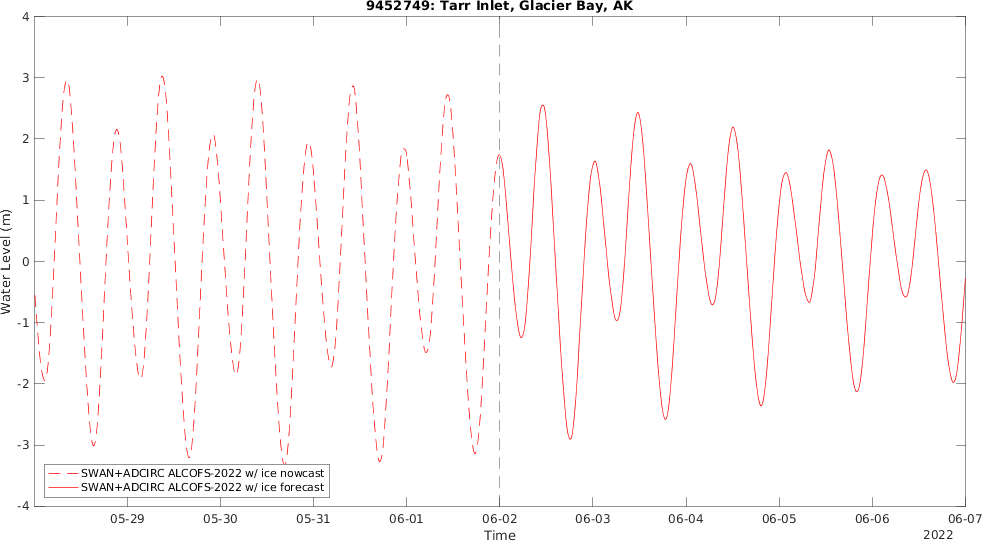 9452749: Tarr Inlet, Glacier Bay, AK
Water Level (m)
4
3
2
1
0
-1
-2
-3
-4
SWAN+ADCIRC ALCOFS-2022 w/ ice nowcast
SWAN+ADCIRC ALCOFS-2022 w/ ice forecast
05-29 05-30 05-31 06-01 06-02 06-03 06-04 06-05 06-06 06-07
Time
2022